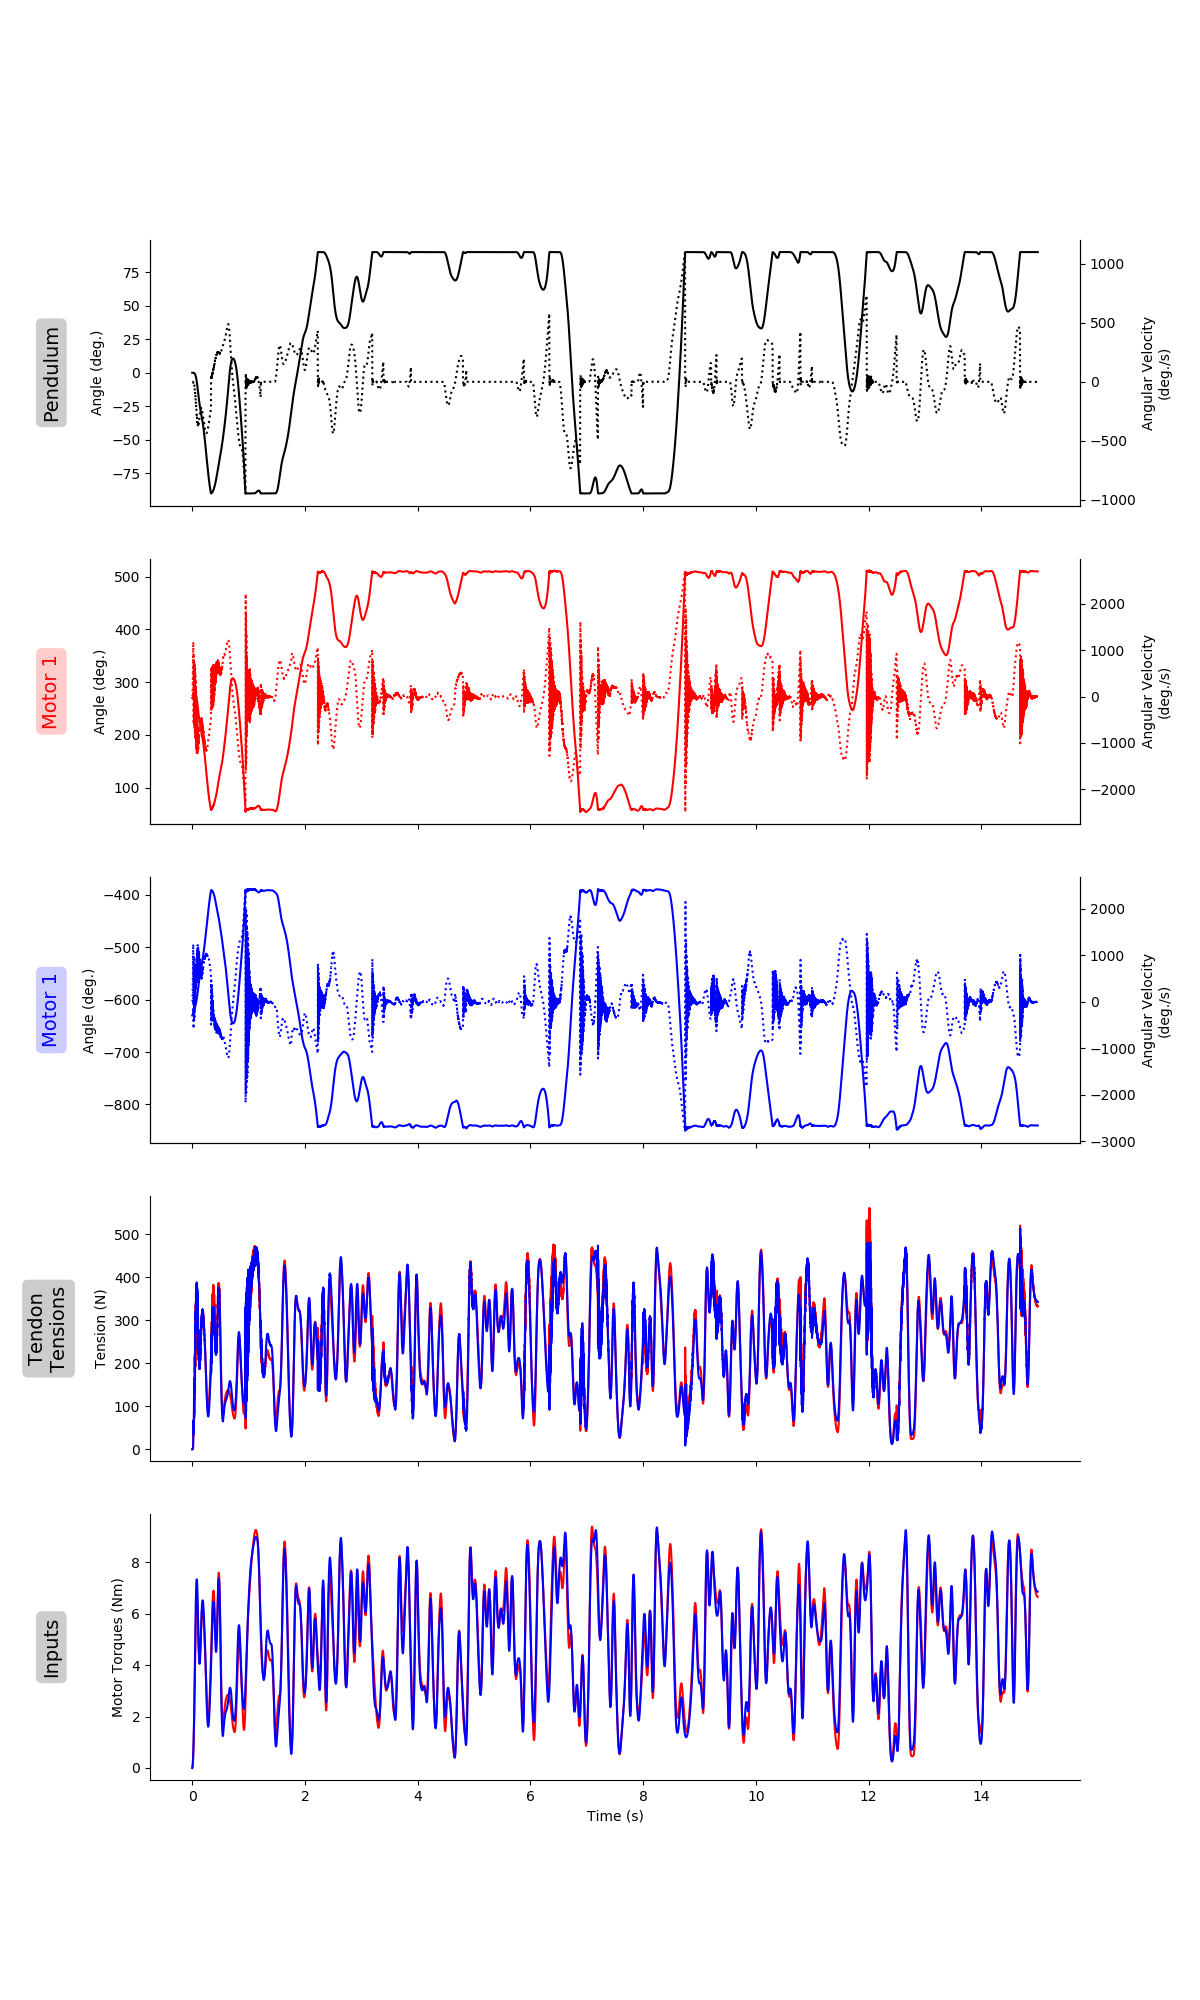 Pendulum
Angle (deg.)
75
50
25
0
−25
−50
−75
1000
500
0
−500
−1000
Angular Velocity
(deg./s)
Motor 1
Angle (deg.)
500
400
300
200
100
2000
1000
0
−1000
−2000
Angular Velocity
(deg./s)
Motor 1
Angle (deg.)
−400
−500
−600
−700
−800
2000
1000
0
−1000
−2000
−3000
Angular Velocity
(deg./s)
Tendon
Tensions
Tension (N)
500
400
300
200
100
0
Inputs
Motor Torques (Nm)
8
6
4
2
0
0 2 4 6 8 10 12 14
Time (s)